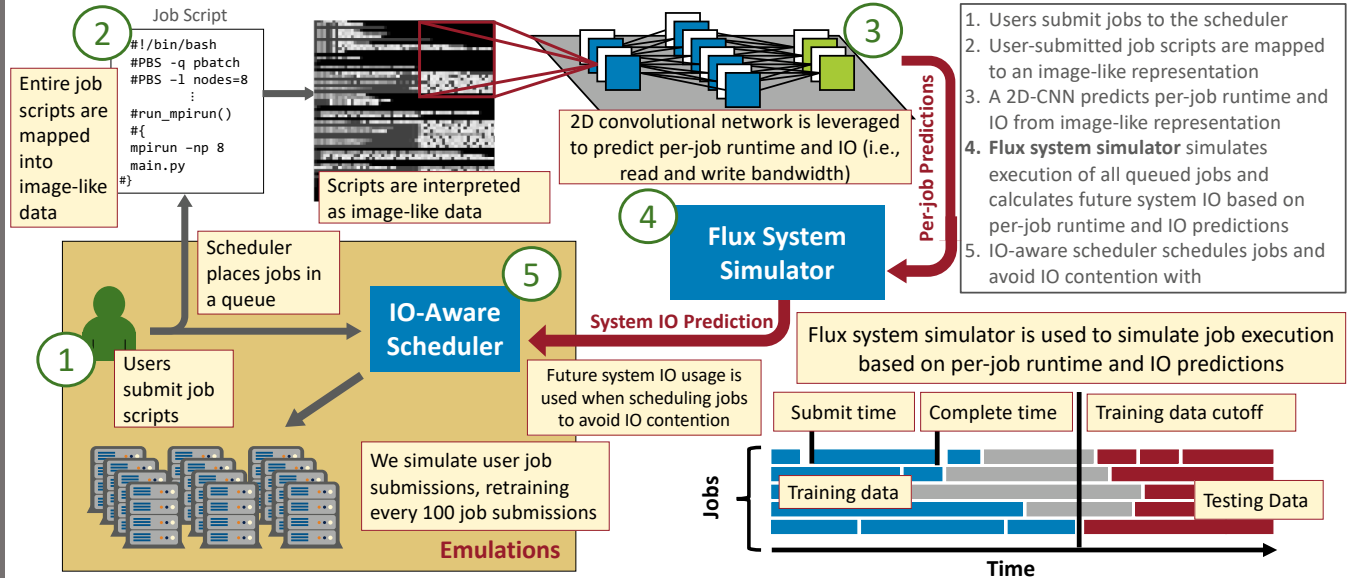 2
Job Script
#!/bin/bash
#PBS -q pbatch
#PBS -l nodes=8
⋮
#run_mpirun()
#{
mpirun –np 8
main.py
#}
Entire job
scripts are
mapped
into
image-like
data
Scripts are interpreted
as image-like data
3
2D convolutional network is leveraged
to predict per-job runtime and IO (i.e.,
read and write bandwidth)
Per-job Predictions
1. Users submit jobs to the scheduler
2. User-submitted job scripts are mapped
to an image-like representation
3. A 2D-CNN predicts per-job runtime and
IO from image-like representation
4. Flux system simulator simulates
execution of all queued jobs and
calculates future system IO based on
per-job runtime and IO predictions
5. IO-aware scheduler schedules jobs and
avoid IO contention with
4
Flux System
Simulator
System IO Prediction
Scheduler
places jobs in
a queue
5
IO-Aware
Scheduler
1
Users
submit job
scripts
Future system IO usage is
used when scheduling jobs
to avoid IO contention
We simulate user job
submissions, retraining
every 100 job submissions
Emulations
Flux system simulator is used to simulate job execution
based on per-job runtime and IO predictions
Submit time
Complete time
Training data cutoff
Jobs
Training data
Testing Data
Time